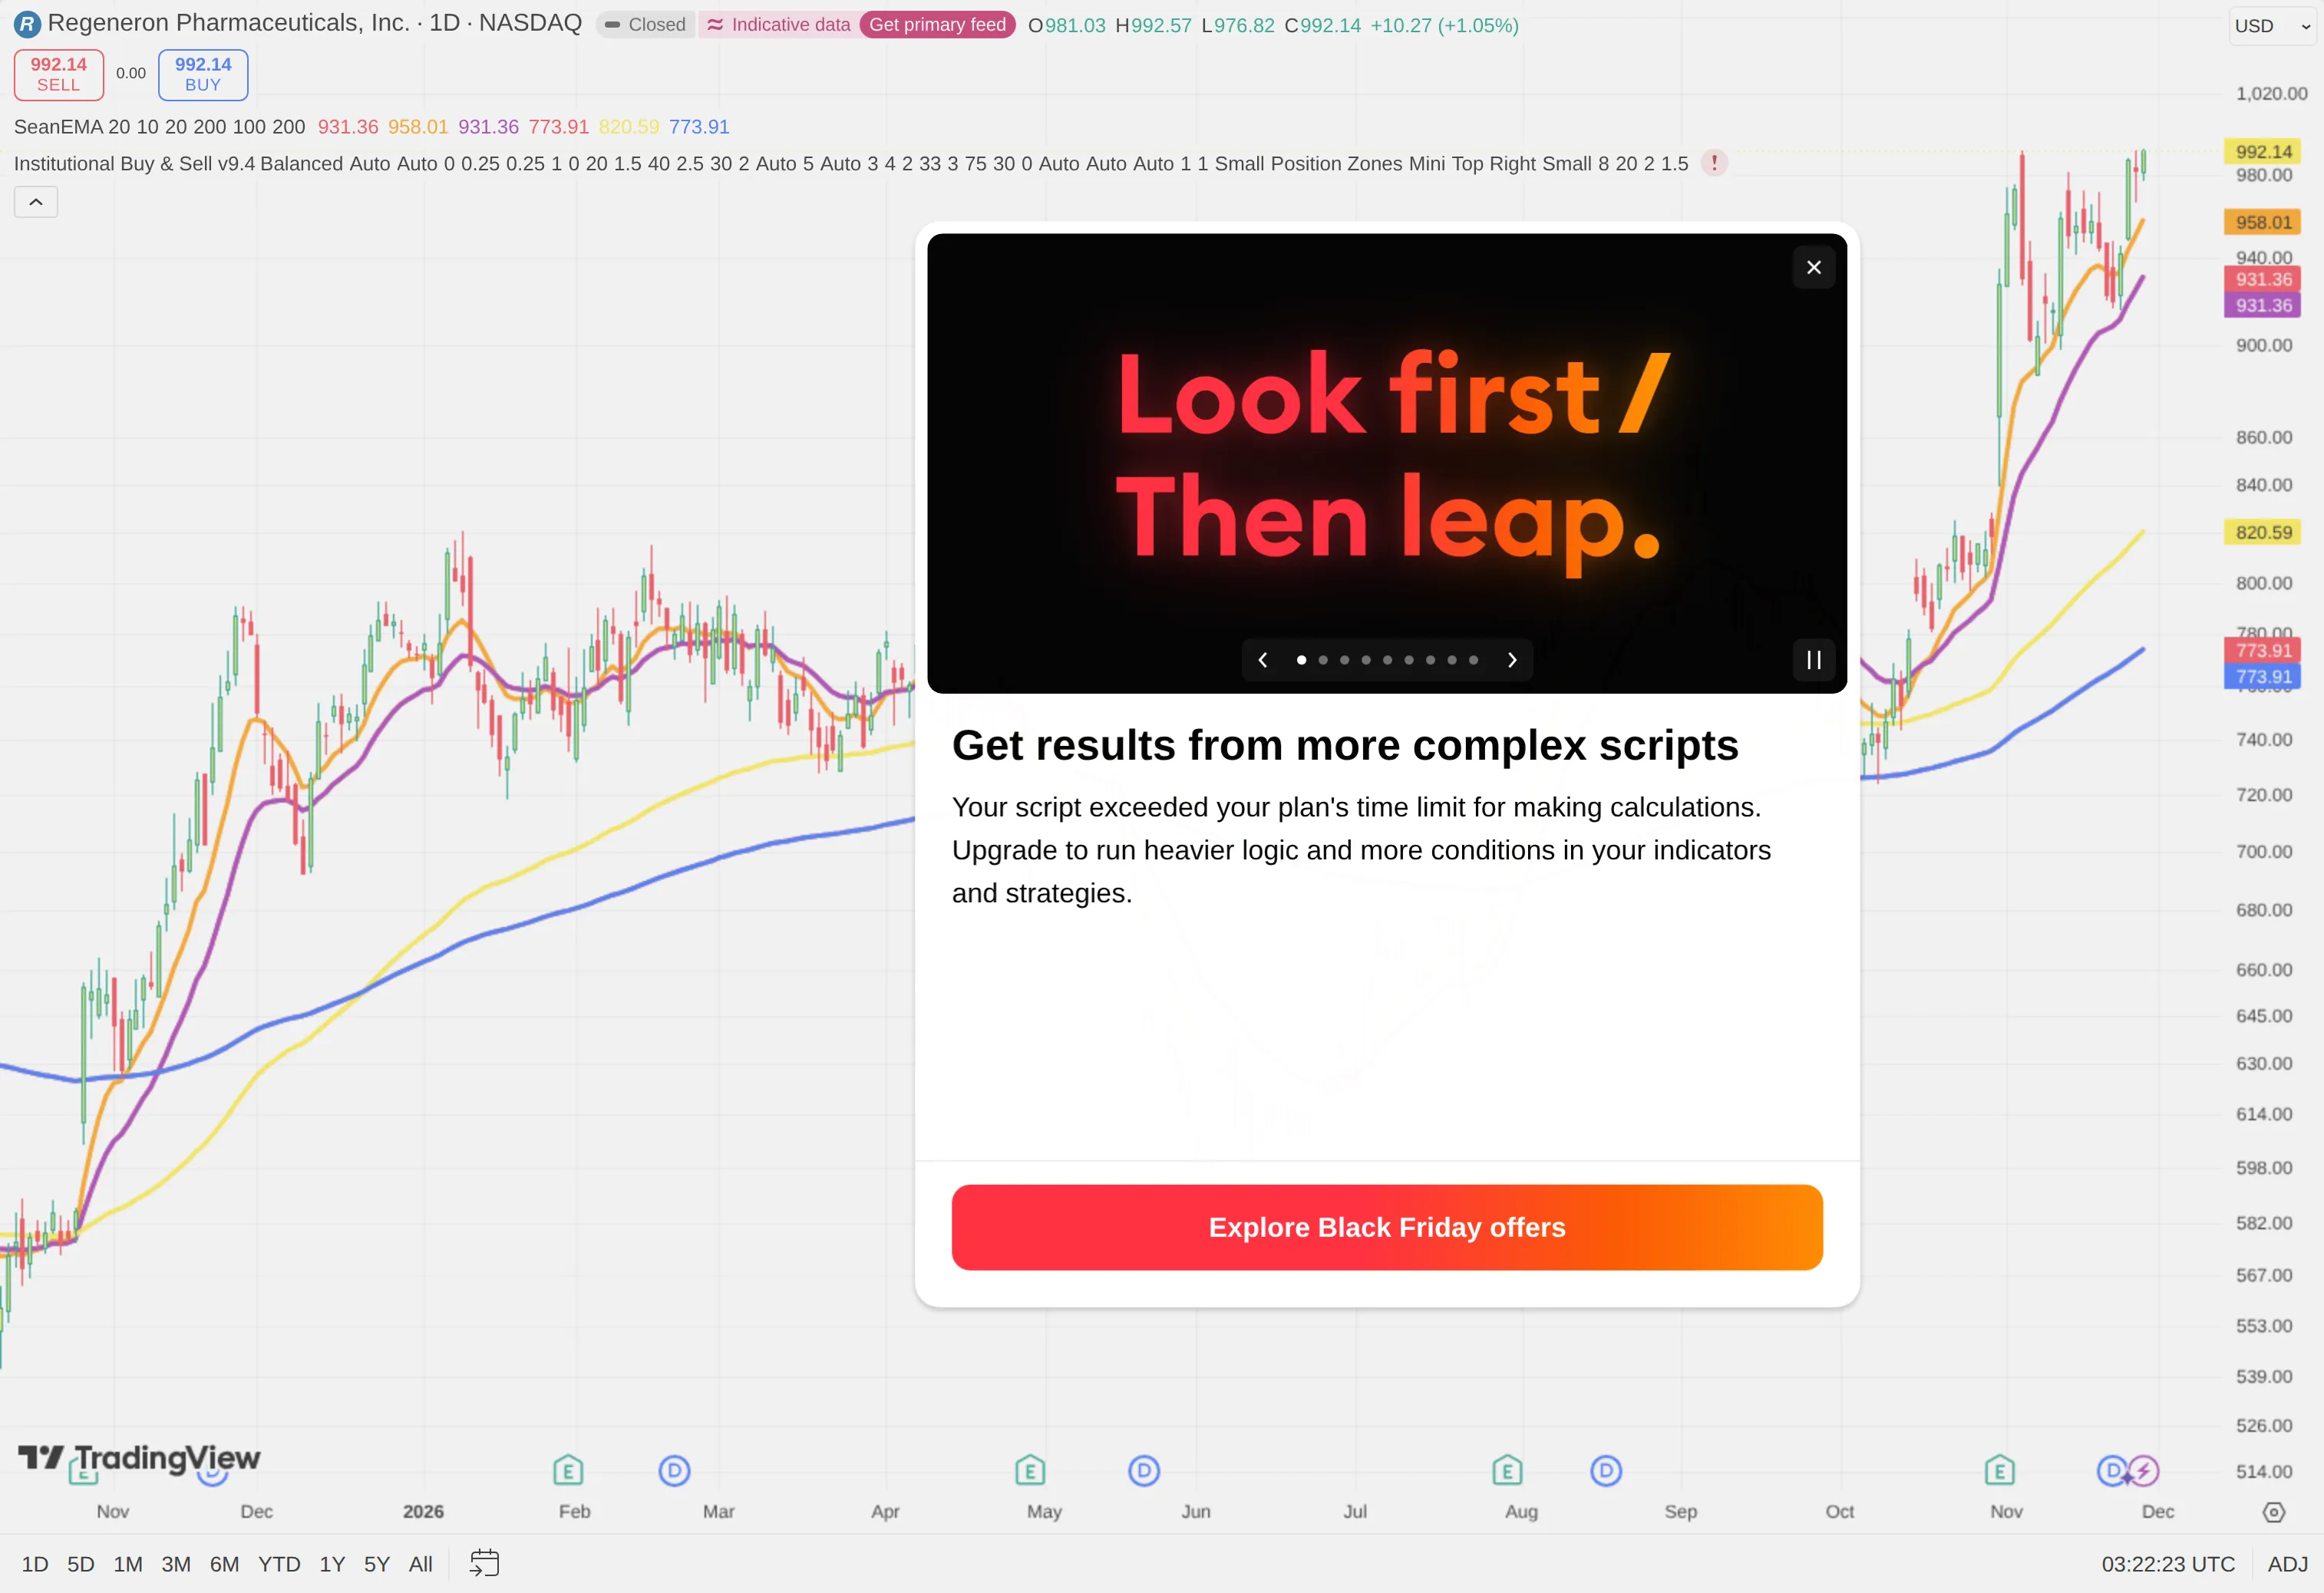 R Regeneron Pharmaceuticals, Inc. · 1D · NASDAQ Closed Indicative data Get primary feed O981.03 H992.57 L976.82 C992.14 +10.27 (+1.05%) USD
992.14 SELL 0.00 992.14 BUY
SeanEMA 20 10 20 200 100 200 931.36 958.01 931.36 773.91 820.59 773.91
Institutional Buy & Sell v9.4 Balanced Auto Auto 0 0.25 0.25 1 0 20 1.5 40 2.5 30 2 Auto 5 Auto 3 4 2 33 3 75 30 0 Auto Auto Auto 1 1 Small Position Zones Mini Top Right Small 8 20 2 1.5 !
Look first /
Then leap.
Get results from more complex scripts
Your script exceeded your plan's time limit for making calculations.
Upgrade to run heavier logic and more conditions in your indicators
and strategies.
Explore Black Friday offers
1,020.00
992.14
980.00
958.01
940.00
931.36
931.36
900.00
860.00
840.00
820.59
800.00
780.00
773.91
773.91
740.00
720.00
700.00
680.00
660.00
645.00
630.00
614.00
598.00
582.00
567.00
553.00
539.00
526.00
514.00
TradingView
E D E D E D E D E D
Nov Dec 2026 Feb Mar Apr May Jun Jul Aug Sep Oct Nov Dec
1D 5D 1M 3M 6M YTD 1Y 5Y All 03:22:23 UTC ADJ